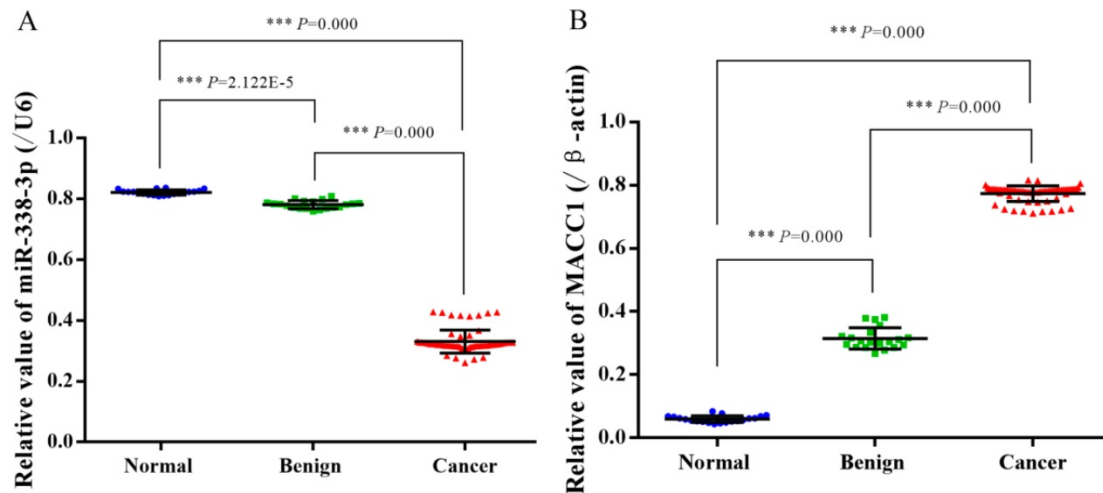 A
*** P=0.000
*** P=2.122E-5
*** P=0.000
Relative value of miR-338-3p (/U6)
1.0
0.8
0.6
0.4
0.2
0.0
Normal Benign Cancer
B
*** P=0.000
*** P=0.000
*** P=0.000
Relative value of MACC1 (/β-actin)
1.0
0.8
0.6
0.4
0.2
0.0
Normal Benign Cancer